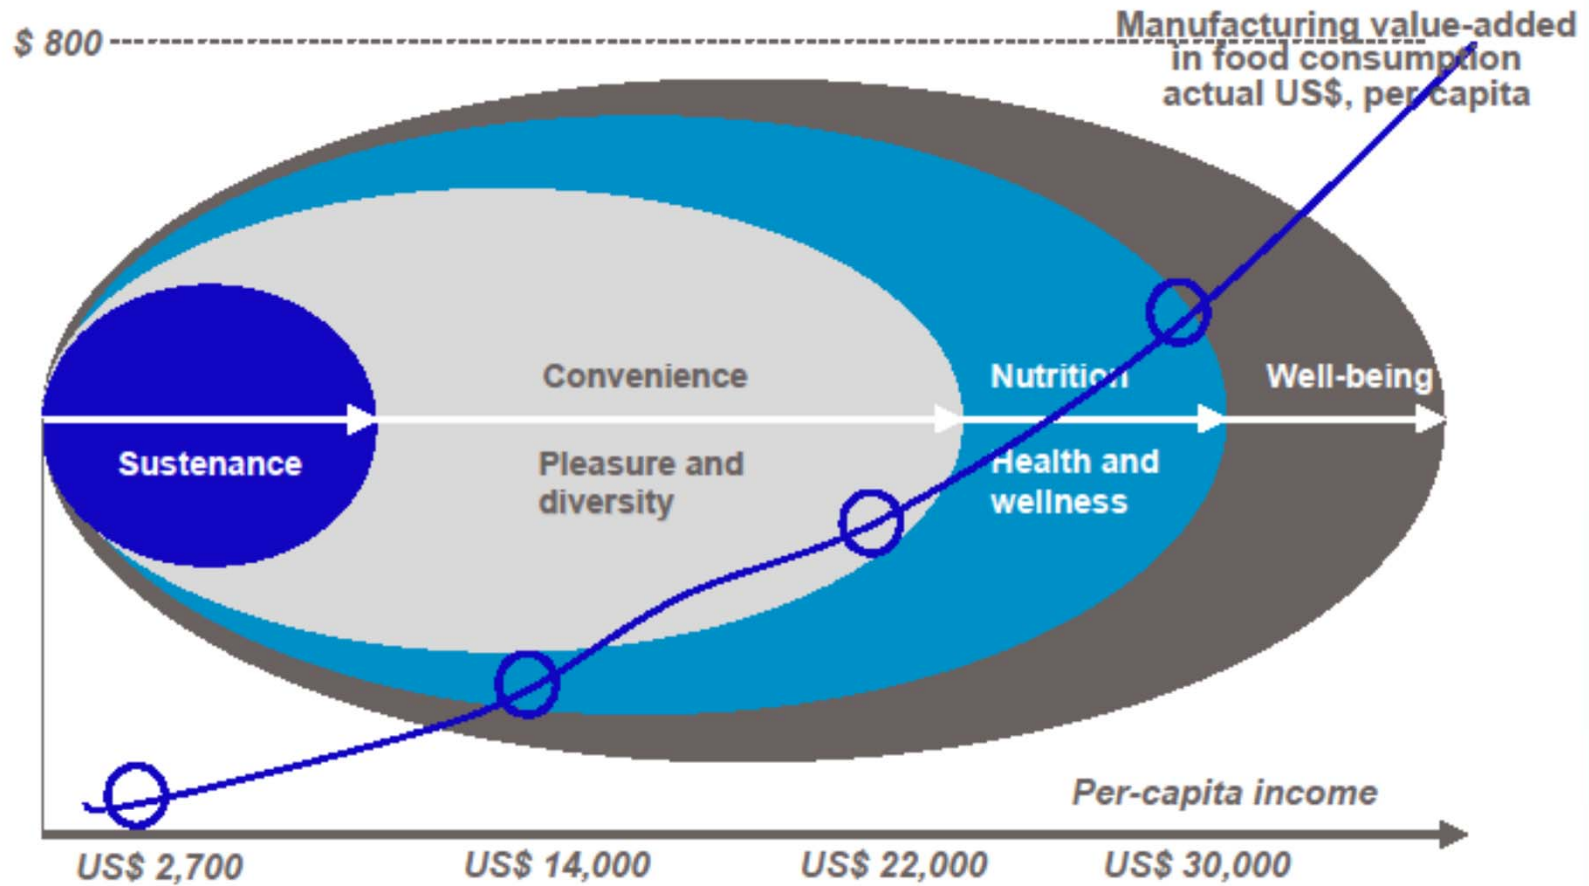 $ 800
Manufacturing value-added
in food consumption
actual US$, per capita
Convenience
Nutrition
Well-being
Sustenance
Pleasure and
diversity
Health and
wellness
Per-capita income
US$ 2,700
US$ 14,000
US$ 22,000
US$ 30,000